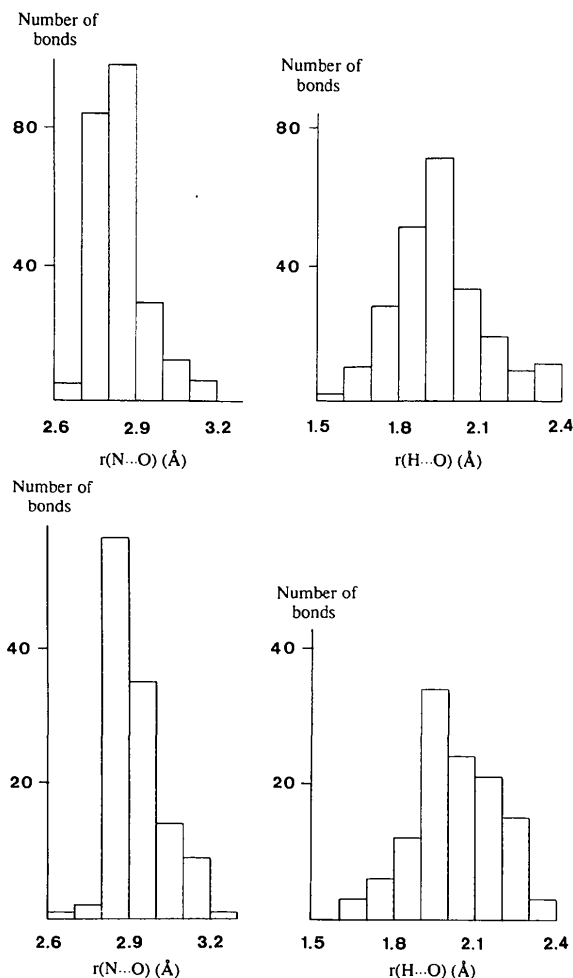 Number of
bonds
80
40
2.6 2.9 3.2
r(N...O) (Å)
Number of
bonds
80
40
1.5 1.8 2.1 2.4
r(H...O) (Å)
Number of
bonds
40
20
2.6 2.9 3.2
r(N...O) (Å)
Number of
bonds
40
20
1.5 1.8 2.1 2.4
r(H...O) (Å)